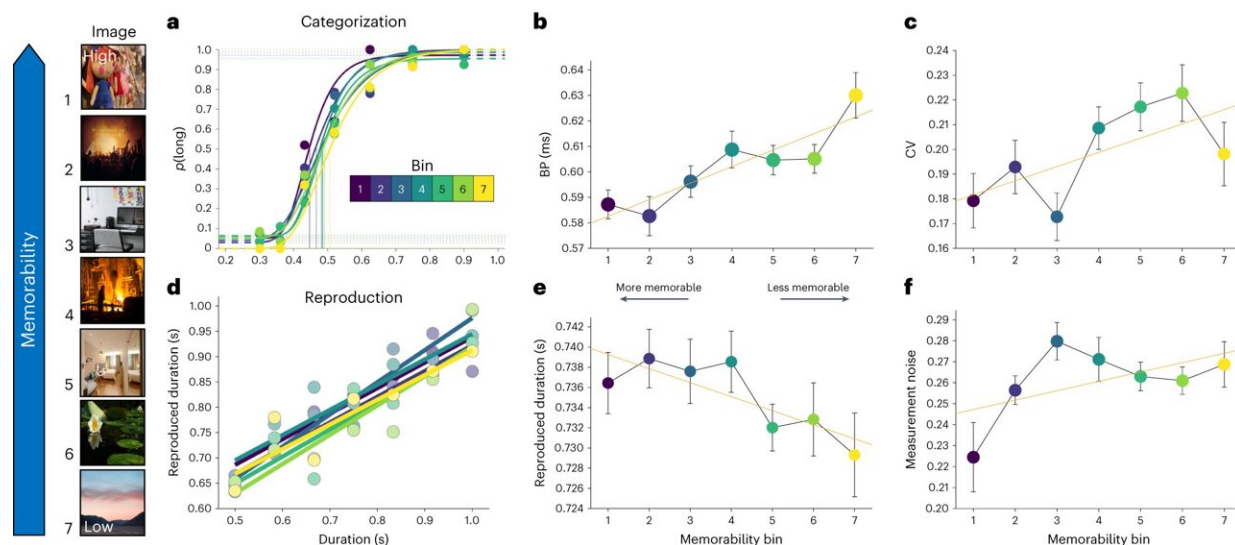 Memorability
Image
High
1
2
3
4
5
6
7
Low
a
Categorization
p(long)
1.0
0.9
0.8
0.7
0.6
0.5
0.4
0.3
0.2
0.1
0
Bin
1 2 3 4 5 6 7
0.2 0.3 0.4 0.5 0.6 0.7 0.8 0.9 1.0
b
BP (ms)
0.64
0.63
0.62
0.61
0.60
0.59
0.58
0.57
1 2 3 4 5 6 7
c
CV
0.24
0.23
0.22
0.21
0.20
0.19
0.18
0.17
0.16
1 2 3 4 5 6 7
d
Reproduction
Reproduced duration (s)
1.00
0.95
0.90
0.85
0.80
0.75
0.70
0.65
0.60
0.5 0.6 0.7 0.8 0.9 1.0
Duration (s)
e
More memorable
Less memorable
Reproduced duration (s)
0.742
0.740
0.738
0.736
0.734
0.732
0.730
0.728
0.726
0.724
1 2 3 4 5 6 7
Memorability bin
f
Measurement noise
0.29
0.28
0.27
0.26
0.25
0.24
0.23
0.22
0.21
0.20
1 2 3 4 5 6 7
Memorability bin